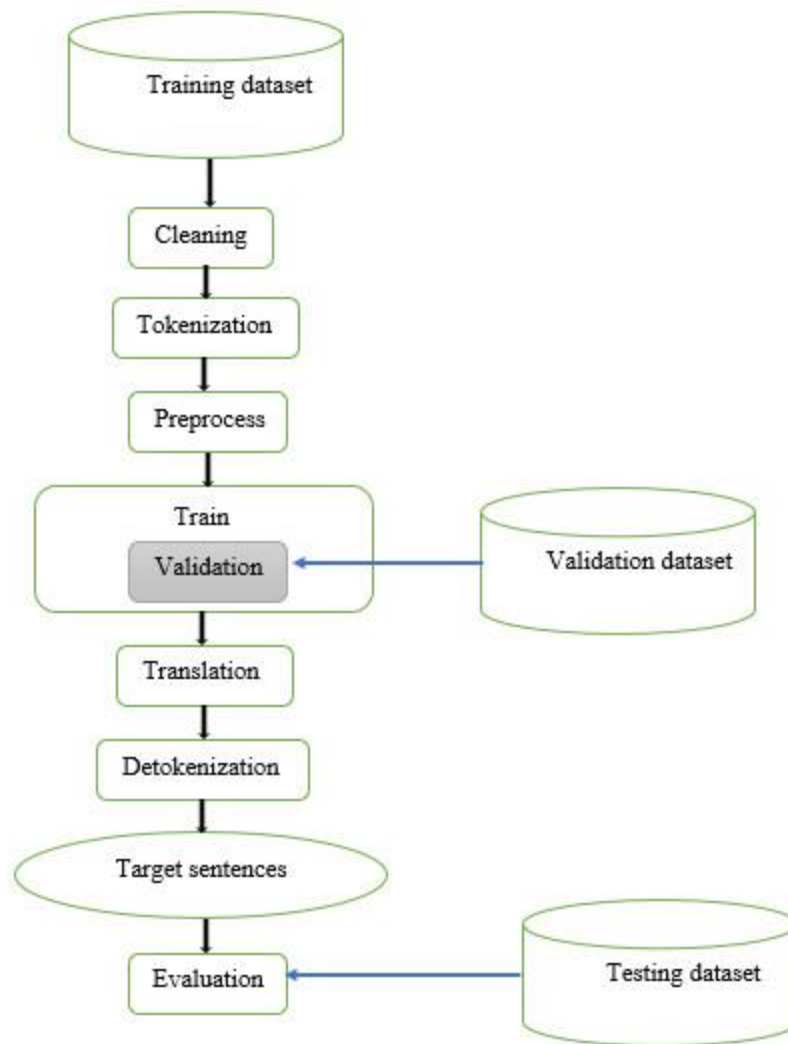 Training dataset
Cleaning
Tokenization
Preprocess
Train
Validation
Validation dataset
Translation
Detokenization
Target sentences
Evaluation
Testing dataset